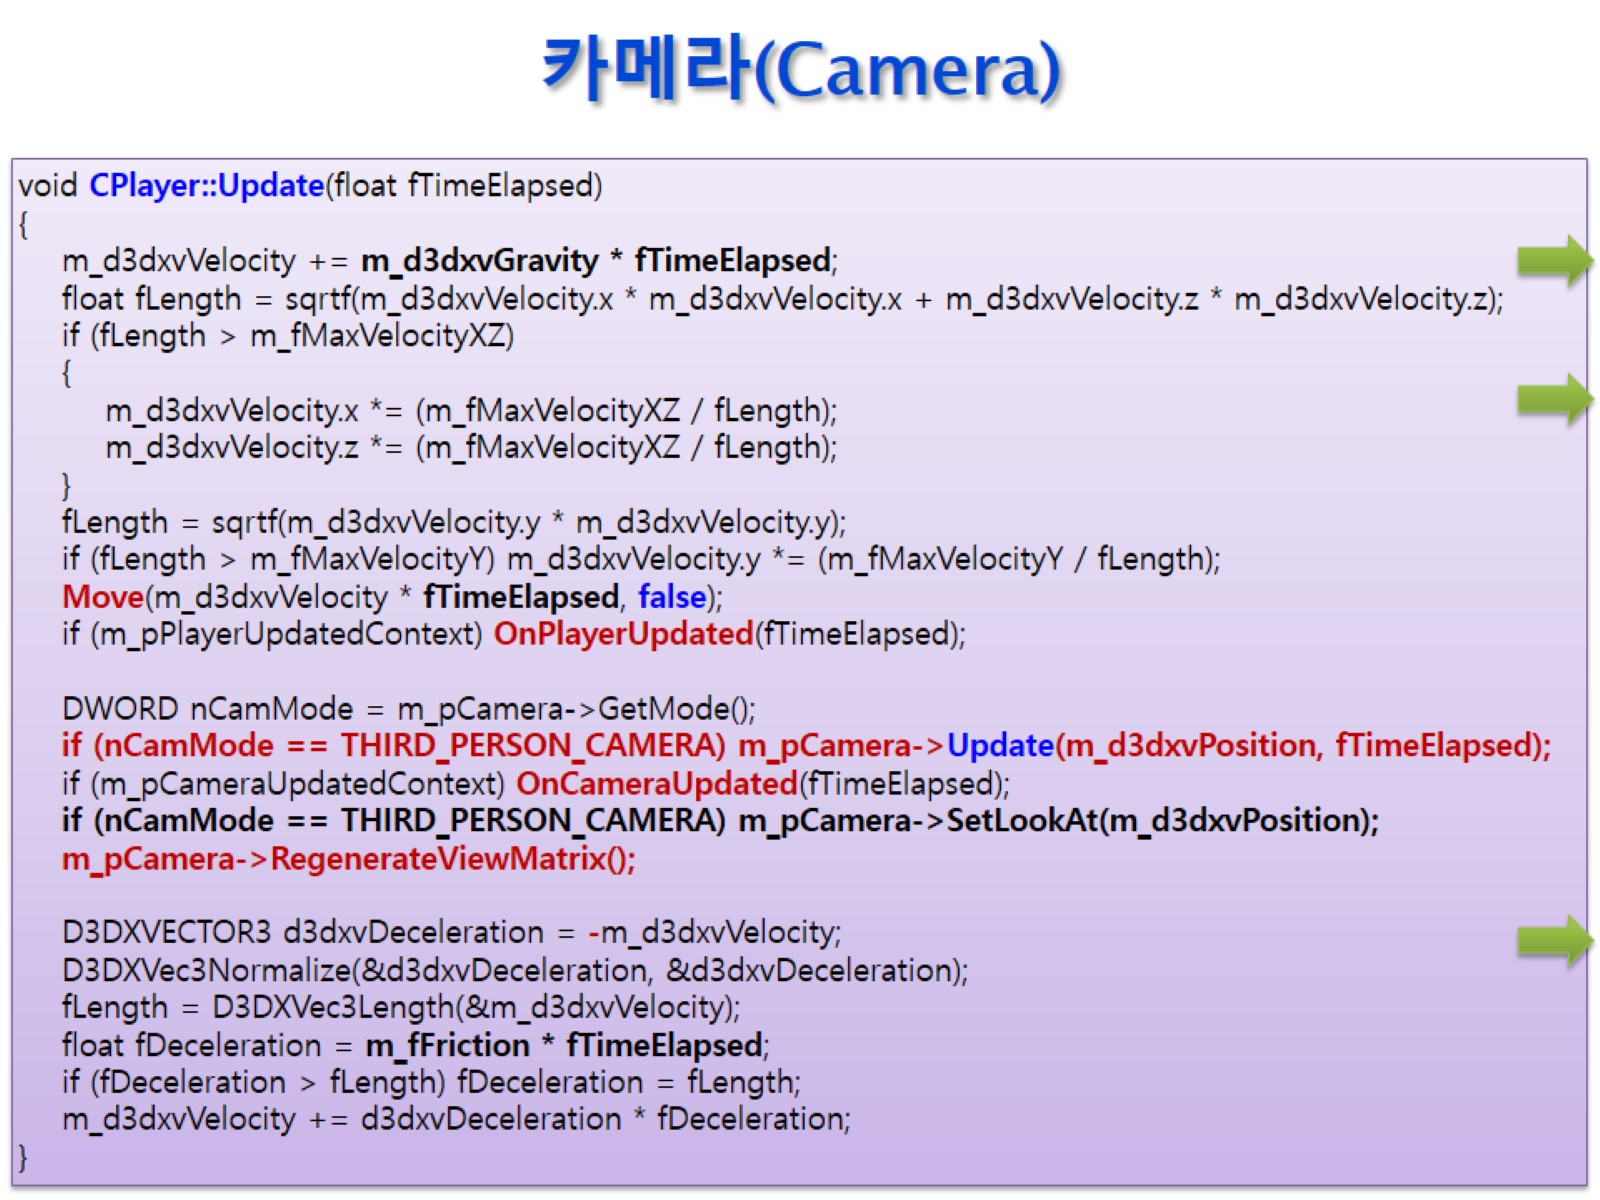 카메라(Camera)
void CPlayer::Update(float fTimeElapsed)
{
m_d3dxvVelocity += m_d3dxvGravity * fTimeElapsed;
float fLength = sqrtf(m_d3dxvVelocity.x * m_d3dxvVelocity.x + m_d3dxvVelocity.z * m_d3dxvVelocity.z);
if (fLength > m_fMaxVelocityXZ)
{
m_d3dxvVelocity.x *= (m_fMaxVelocityXZ / fLength);
m_d3dxvVelocity.z *= (m_fMaxVelocityXZ / fLength);
}
fLength = sqrtf(m_d3dxvVelocity.y * m_d3dxvVelocity.y);
if (fLength > m_fMaxVelocityY) m_d3dxvVelocity.y *= (m_fMaxVelocityY / fLength);
Move(m_d3dxvVelocity * fTimeElapsed, false);
if (m_pPlayerUpdatedContext) OnPlayerUpdated(fTimeElapsed);
DWORD nCamMode = m_pCamera->GetMode();
if (nCamMode == THIRD_PERSON_CAMERA) m_pCamera->Update(m_d3dxvPosition, fTimeElapsed);
if (m_pCameraUpdatedContext) OnCameraUpdated(fTimeElapsed);
if (nCamMode == THIRD_PERSON_CAMERA) m_pCamera->SetLookAt(m_d3dxvPosition);
m_pCamera->RegenerateViewMatrix();
D3DXVECTOR3 d3dxvDeceleration = -m_d3dxvVelocity;
D3DXVec3Normalize(&d3dxvDeceleration, &d3dxvDeceleration);
fLength = D3DXVec3Length(&m_d3dxvVelocity);
float fDeceleration = m_fFriction * fTimeElapsed;
if (fDeceleration > fLength) fDeceleration = fLength;
m_d3dxvVelocity += d3dxvDeceleration * fDeceleration;
}